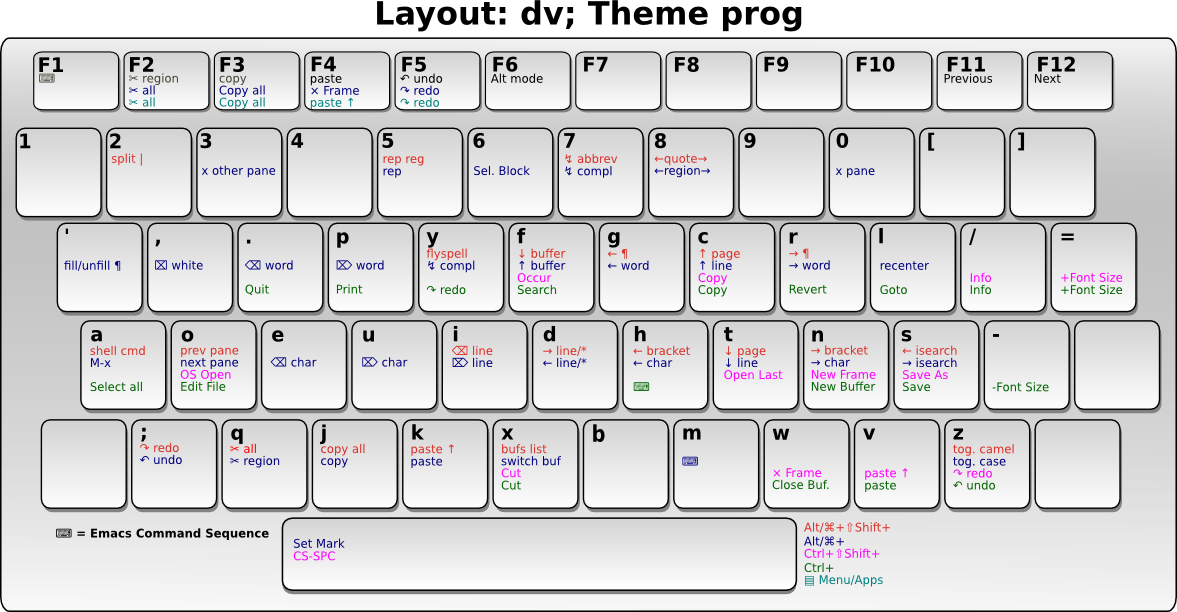 Layout: dv; Theme prog
F1
⌨
F2
✂ region
✂ all
✂ all
F3
copy
Copy all
Copy all
F4
paste
× Frame
paste ↑
F5
↶ undo
↷ redo
↷ redo
F6
Alt mode
F7
F8
F9
F10
F11
Previous
F12
Next
1
2
split |
3
x other pane
4
5
rep reg
rep
6
Sel. Block
7
↯ abbrev
↯ compl
8
←quote→
←region→
9
0
x pane
[
]
'
fill/unfill ¶
,
⌧ white
.
⌫ word
Quit
p
⌦ word
Print
y
flyspell
↯ compl
↷ redo
f
↓ buffer
↑ buffer
Occur
Search
g
← ¶
← word
c
↑ page
↑ line
Copy
Copy
r
→ ¶
→ word
Revert
l
recenter
Goto
/
Info
Info
=
+Font Size
+Font Size
a
shell cmd
M-x
Select all
o
prev pane
next pane
OS Open
Edit File
e
⌫ char
u
⌦ char
i
⌫ line
⌦ line
d
→ line/*
← line/*
h
← bracket
← char
⌨
t
↓ page
↓ line
Open Last
n
→ bracket
→ char
New Frame
New Buffer
s
← isearch
→ isearch
Save As
Save
-
-Font Size
;
↷ redo
↶ undo
q
✂ all
✂ region
j
copy all
copy
k
paste ↑
paste
x
bufs list
switch buf
Cut
Cut
b
m
⌨
w
× Frame
Close Buf.
v
paste ↑
paste
z
tog. camel
tog. case
↷ redo
↶ undo
⌨ = Emacs Command Sequence
Set Mark
CS-SPC
Alt/⌘+⇧Shift+
Alt/⌘+
Ctrl+⇧Shift+
Ctrl+
▤ Menu/Apps